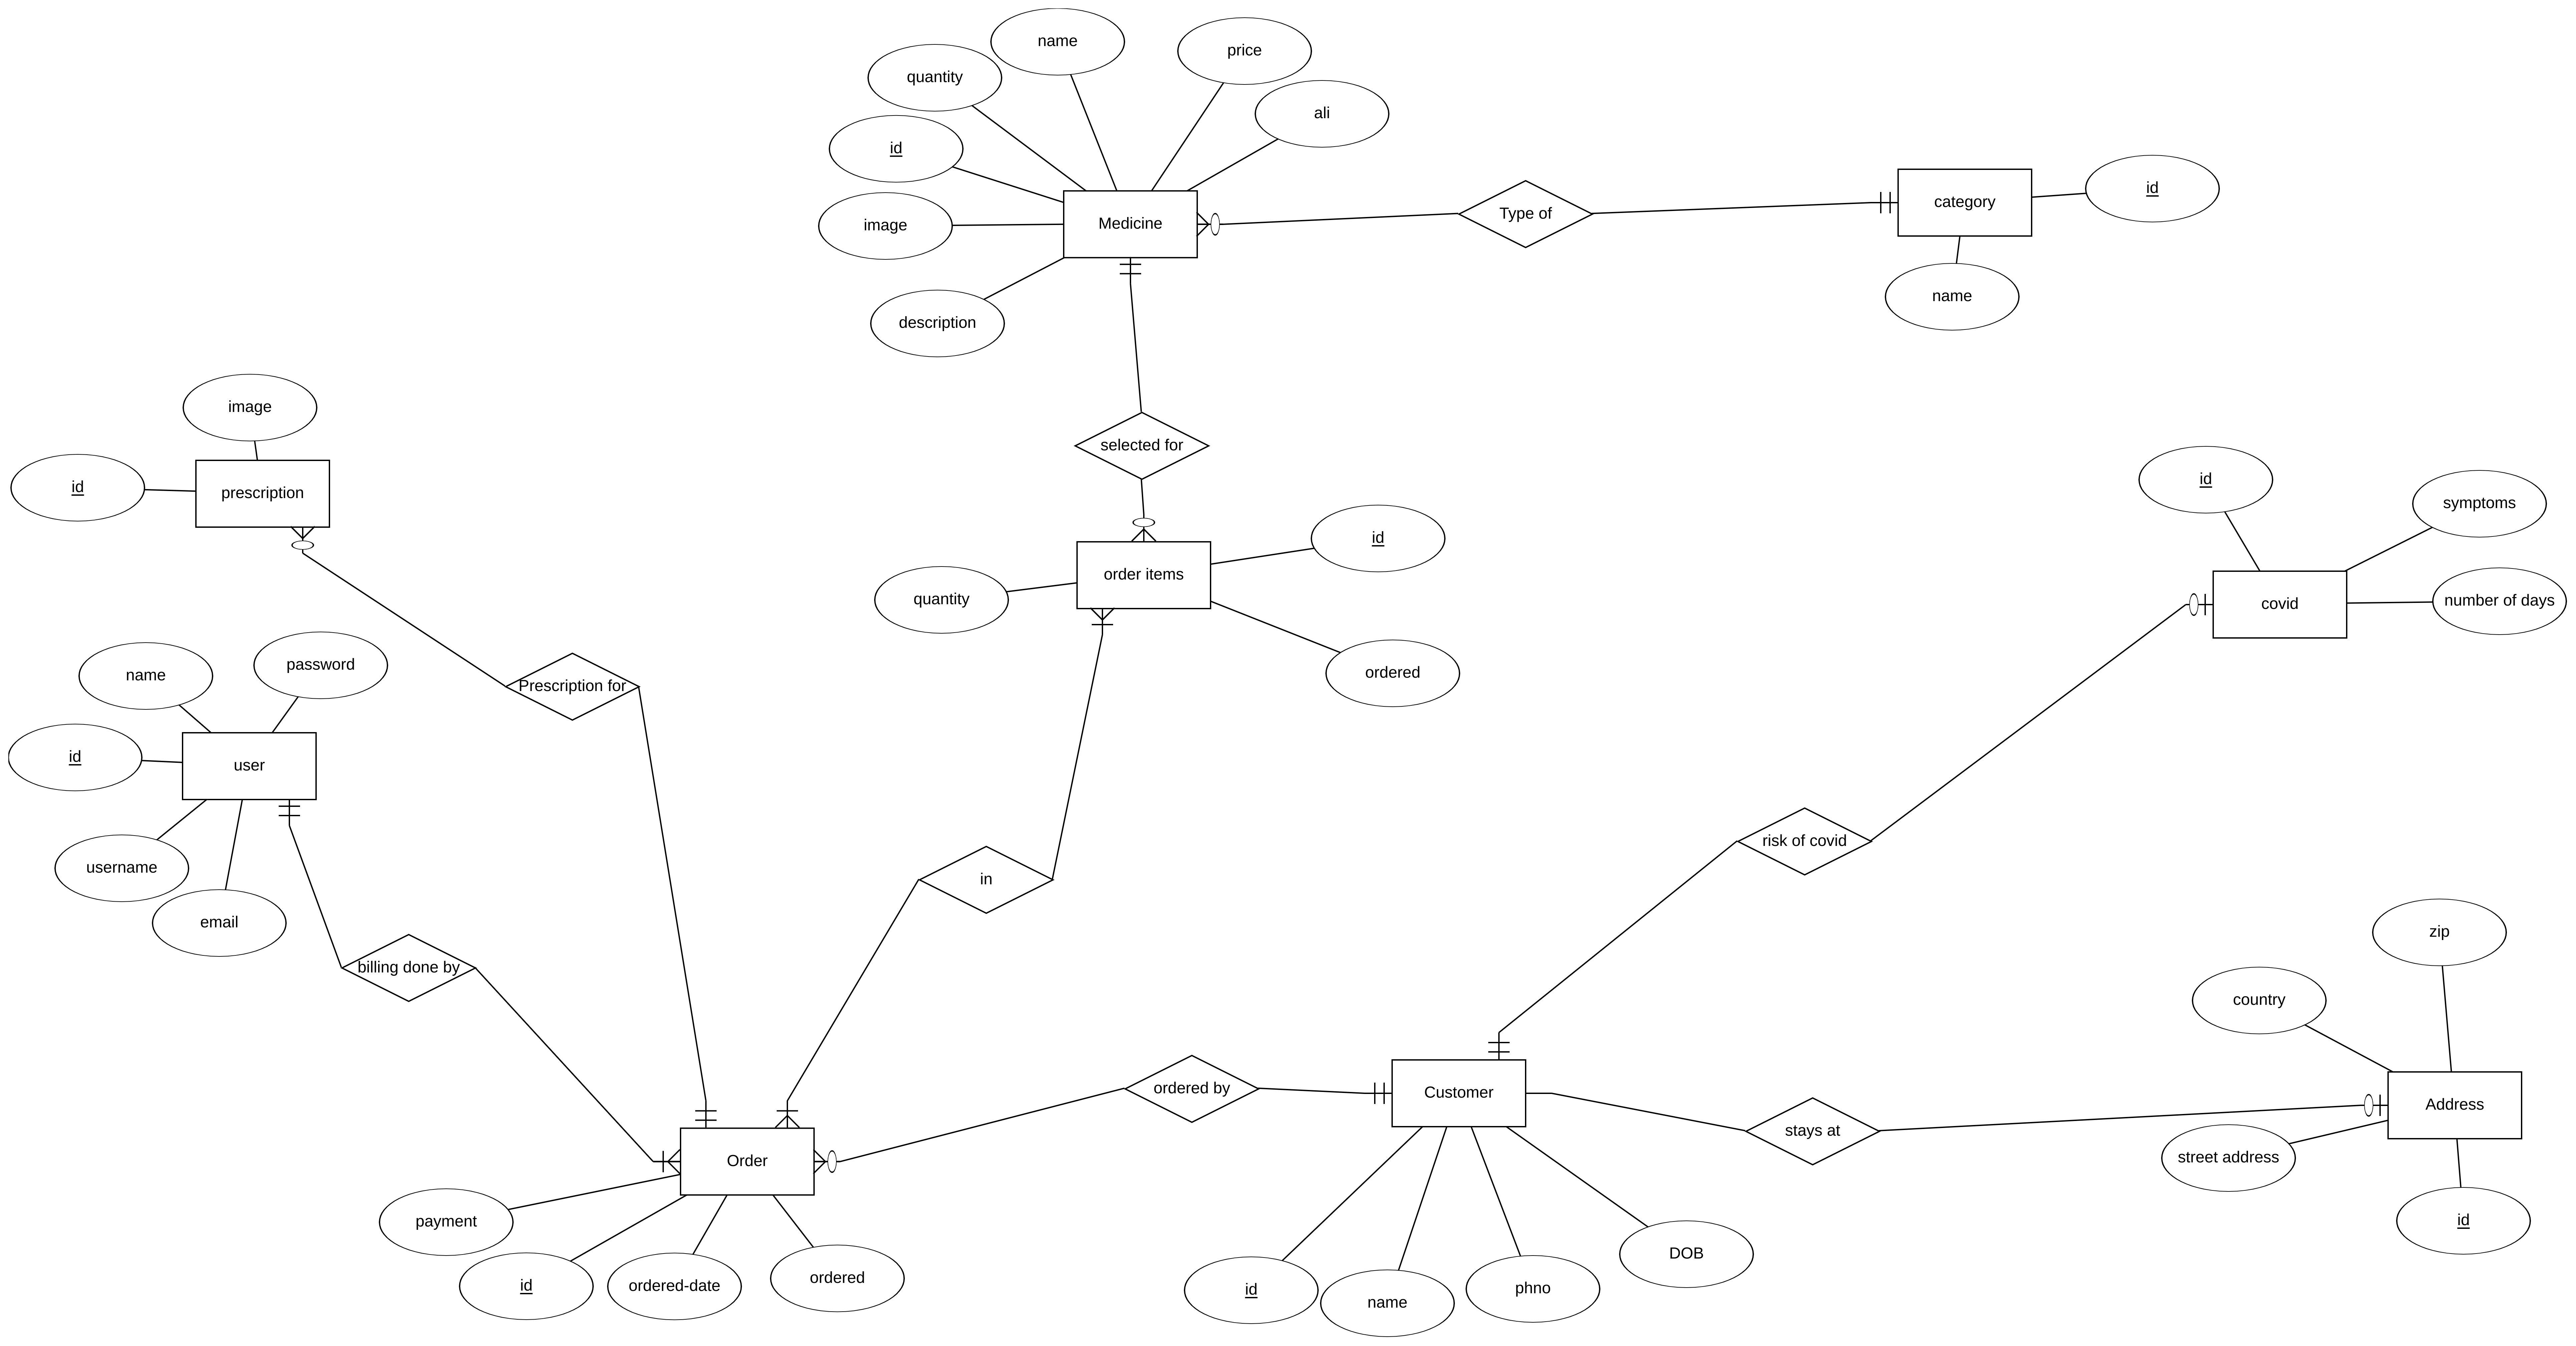 name
price
quantity
ali
id
image
Medicine
description
Type of
category
id
name
selected for
image
id
prescription
id
order items
quantity
ordered
id
symptoms
covid
number of days
Prescription for
name
password
id
user
username
email
billing done by
in
risk of covid
zip
country
Address
street address
id
ordered by
Customer
stays at
Order
payment
id
ordered-date
ordered
id
name
phno
DOB